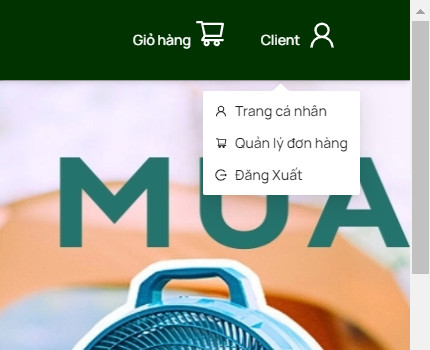 Giỏ hàng
Client
Trang cá nhân
Quản lý đơn hàng
Đăng Xuất
MUA